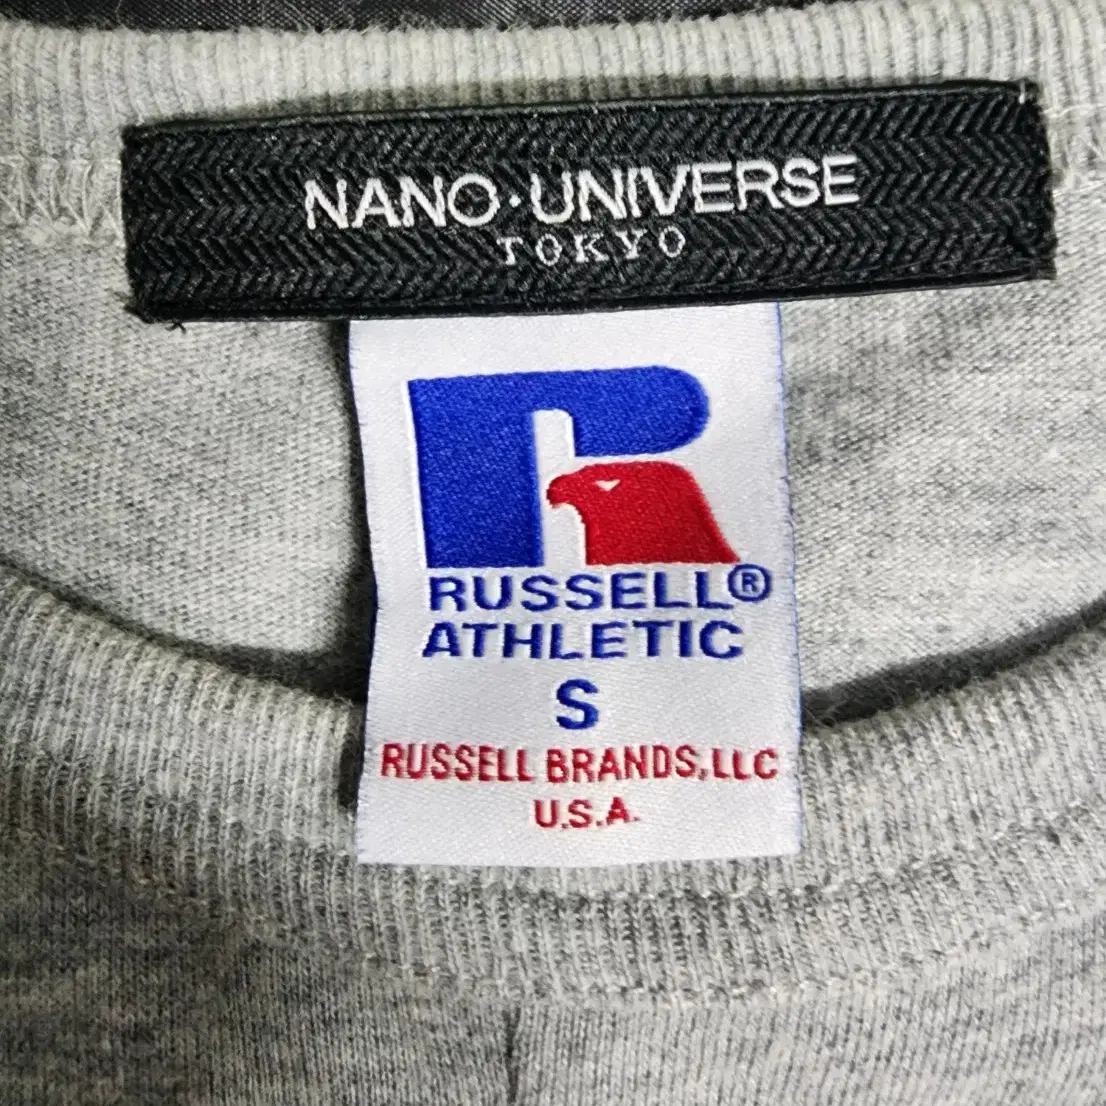 NANO·UNIVERSE
TOKYO
RUSSELL®
ATHLETIC
S
RUSSELL BRANDS, LLC
U.S.A.